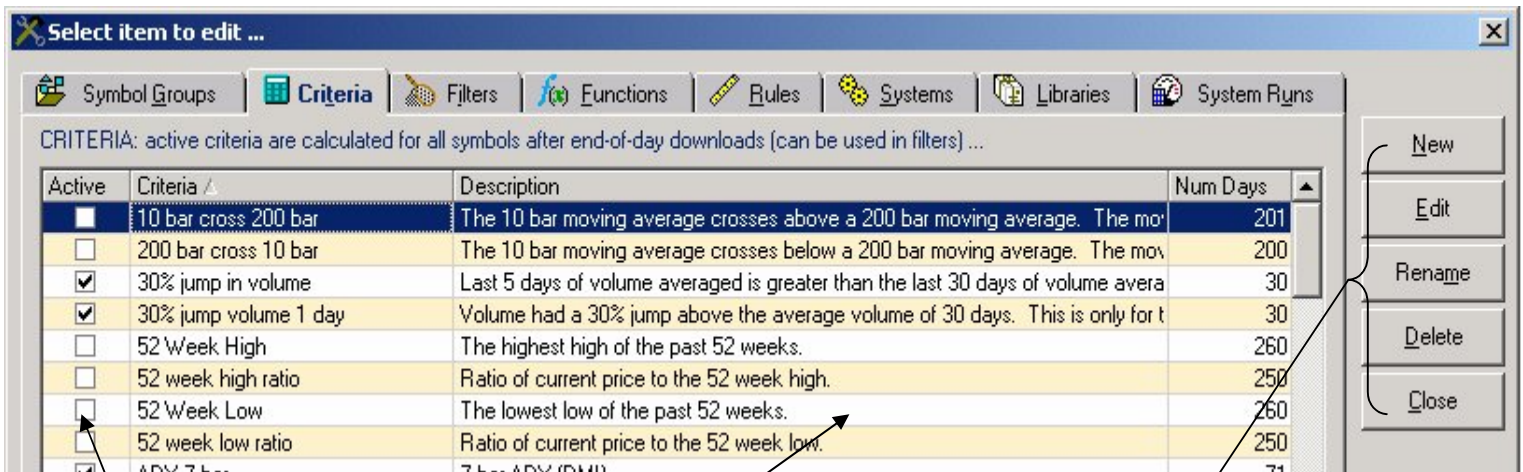 Select item to edit ...
Symbol Groups Criteria Filters Functions Rules Systems Libraries System Runs
CRITERIA: active criteria are calculated for all symbols after end-of-day downloads (can be used in filters) ...
Active Criteria Description Num Days
10 bar cross 200 bar The 10 bar moving average crosses above a 200 bar moving average. The mov 201
200 bar cross 10 bar The 10 bar moving average crosses below a 200 bar moving average. The mov 200
30% jump in volume Last 5 days of volume averaged is greater than the last 30 days of volume avera 30
30% jump volume 1 day Volume had a 30% jump above the average volume of 30 days. This is only for t 30
52 Week High The highest high of the past 52 weeks. 260
52 week high ratio Ratio of current price to the 52 week high. 250
52 Week Low The lowest low of the past 52 weeks. 260
52 week low ratio Ratio of current price to the 52 week low. 250
ADX 7 bar 7 bar ADX (DMI) 71
New
Edit
Rename
Delete
Close